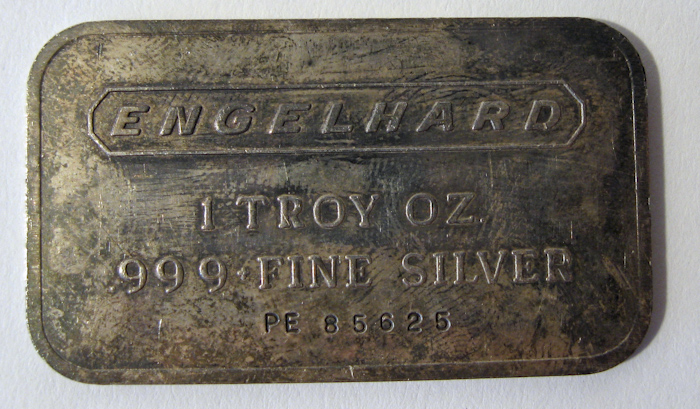 ENGELHARD
1 TROY OZ.
.999+ FINE SILVER
PE 85625